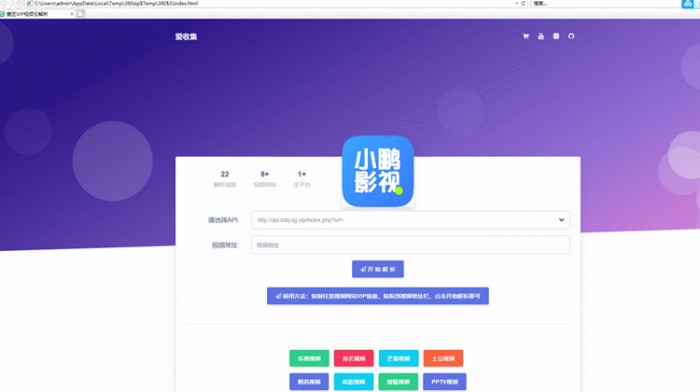 C:\Users\admin\AppData\Local\Temp\360zip$Temp\360$3\index.html
搜索...
爱艺VIP视频云解析
爱收集
22
8+
1+
解析线路
视频网站
全平台
小鹏
影视
请选择API:
http://api.baiyug.vip/index.php?url=
视频地址:
视频地址
开始解析
使用方法：复制任意视频网站VIP链接，粘贴到视频地址栏，点击开始解析即可
乐视视频
奇艺视频
芒果视频
土豆视频
腾讯视频
优酷视频
搜狐视频
PPTV视频